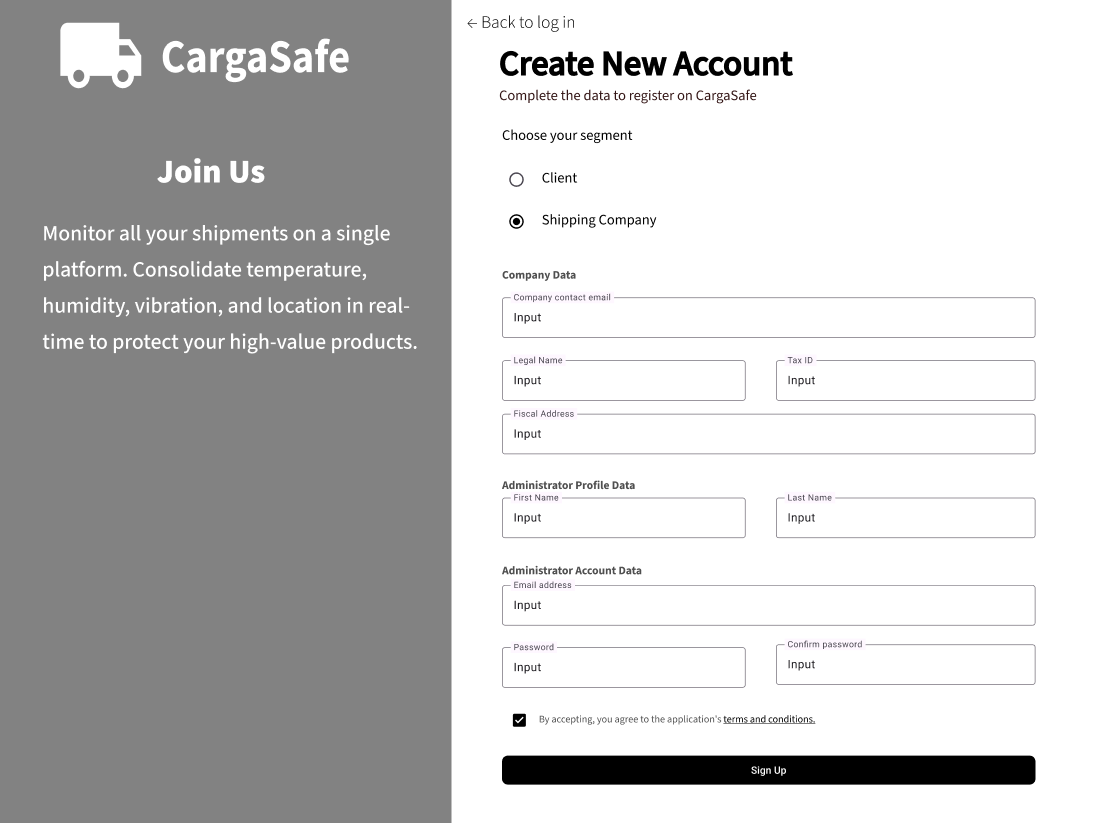 CargaSafe
Join Us
Monitor all your shipments on a single
platform. Consolidate temperature,
humidity, vibration, and location in real-
time to protect your high-value products.
← Back to log in
Create New Account
Complete the data to register on CargaSafe
Choose your segment
Client
Shipping Company
Company Data
Company contact email
Input
Legal Name
Input
Tax ID
Input
Fiscal Address
Input
Administrator Profile Data
First Name
Input
Last Name
Input
Administrator Account Data
Email address
Input
Password
Input
Confirm password
Input
By accepting, you agree to the application's terms and conditions.
Sign Up